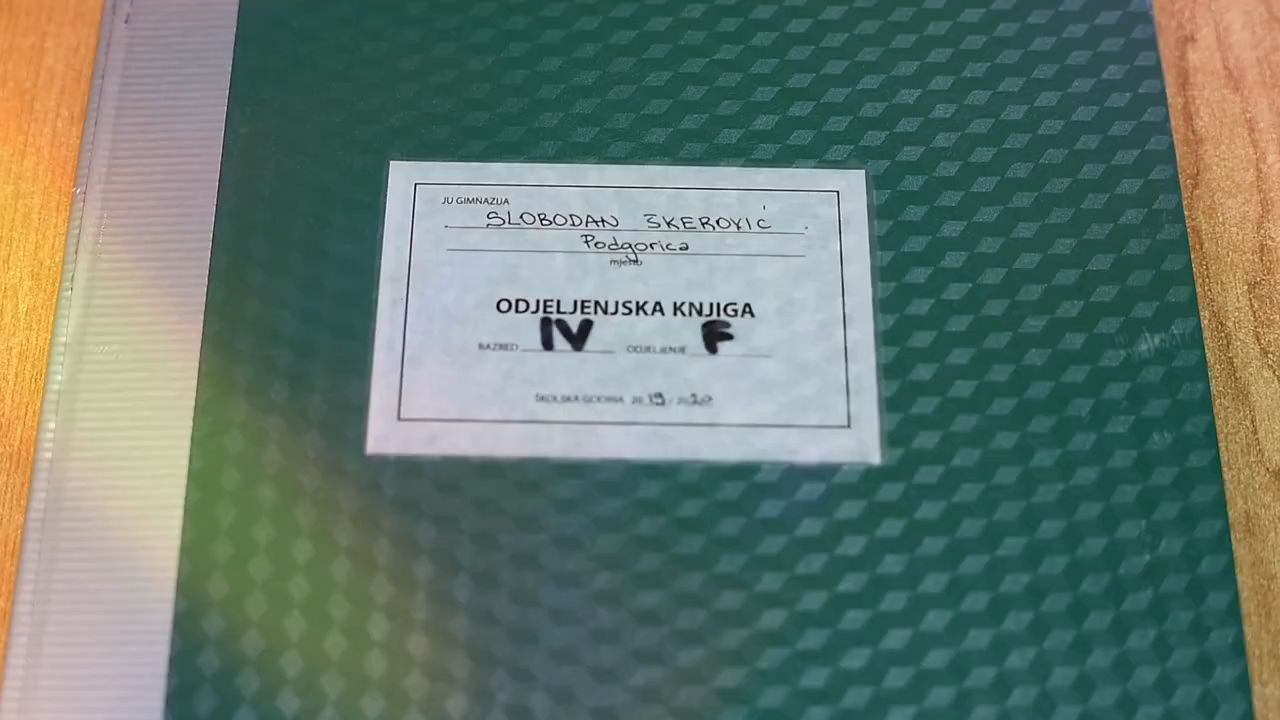 JU GIMNAZIJA
SLOBODAN ŠKEROVIĆ
Podgorica
mjesto
ODJELJENJSKA KNJIGA
RAZRED IV ODJELJENJE F
ŠKOLSKA GODINA 2019 / 2020